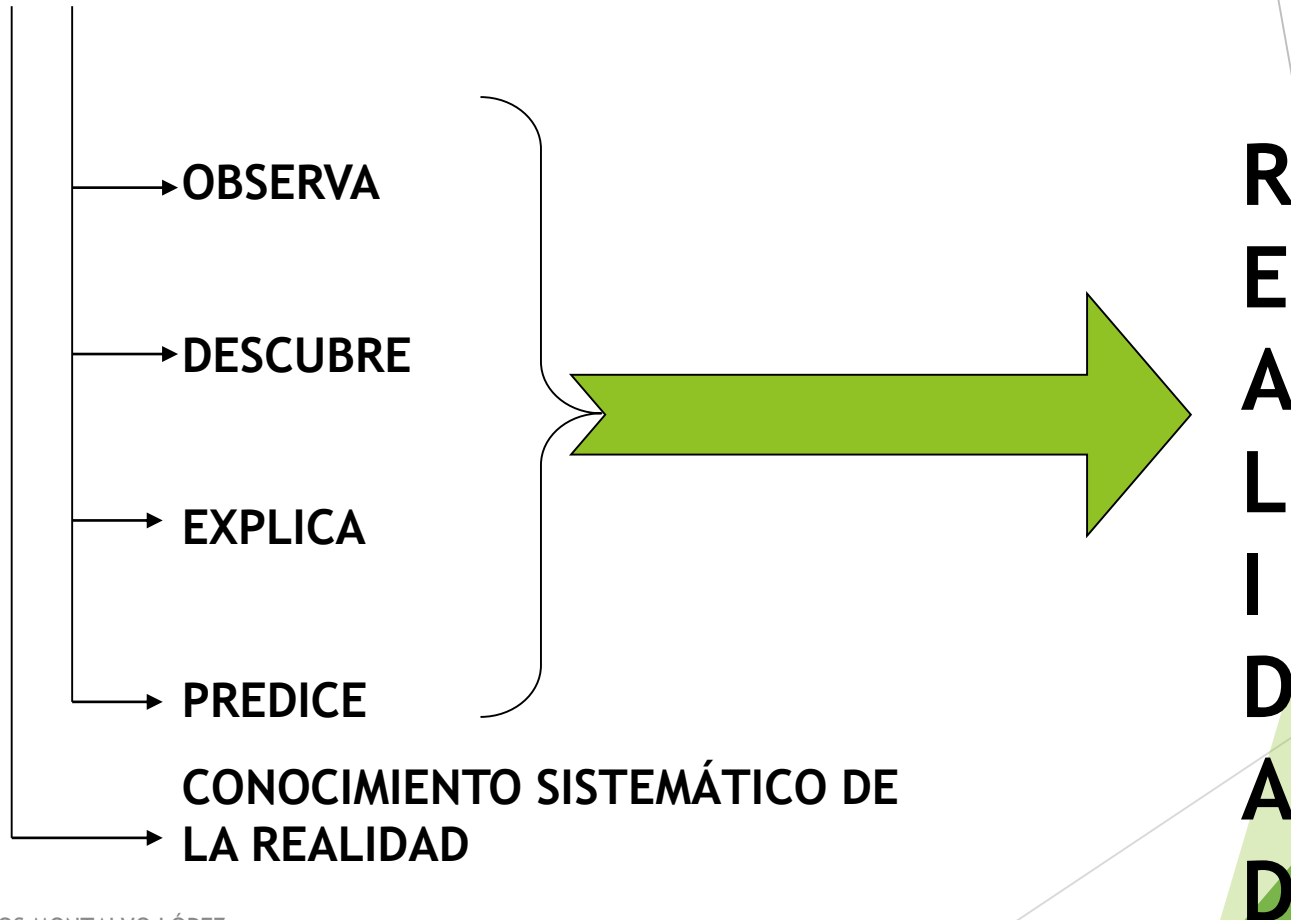 OBSERVA
DESCUBRE
EXPLICA
PREDICE
CONOCIMIENTO SISTEMÁTICO DE
LA REALIDAD
R
E
A
L
I
D
A
D